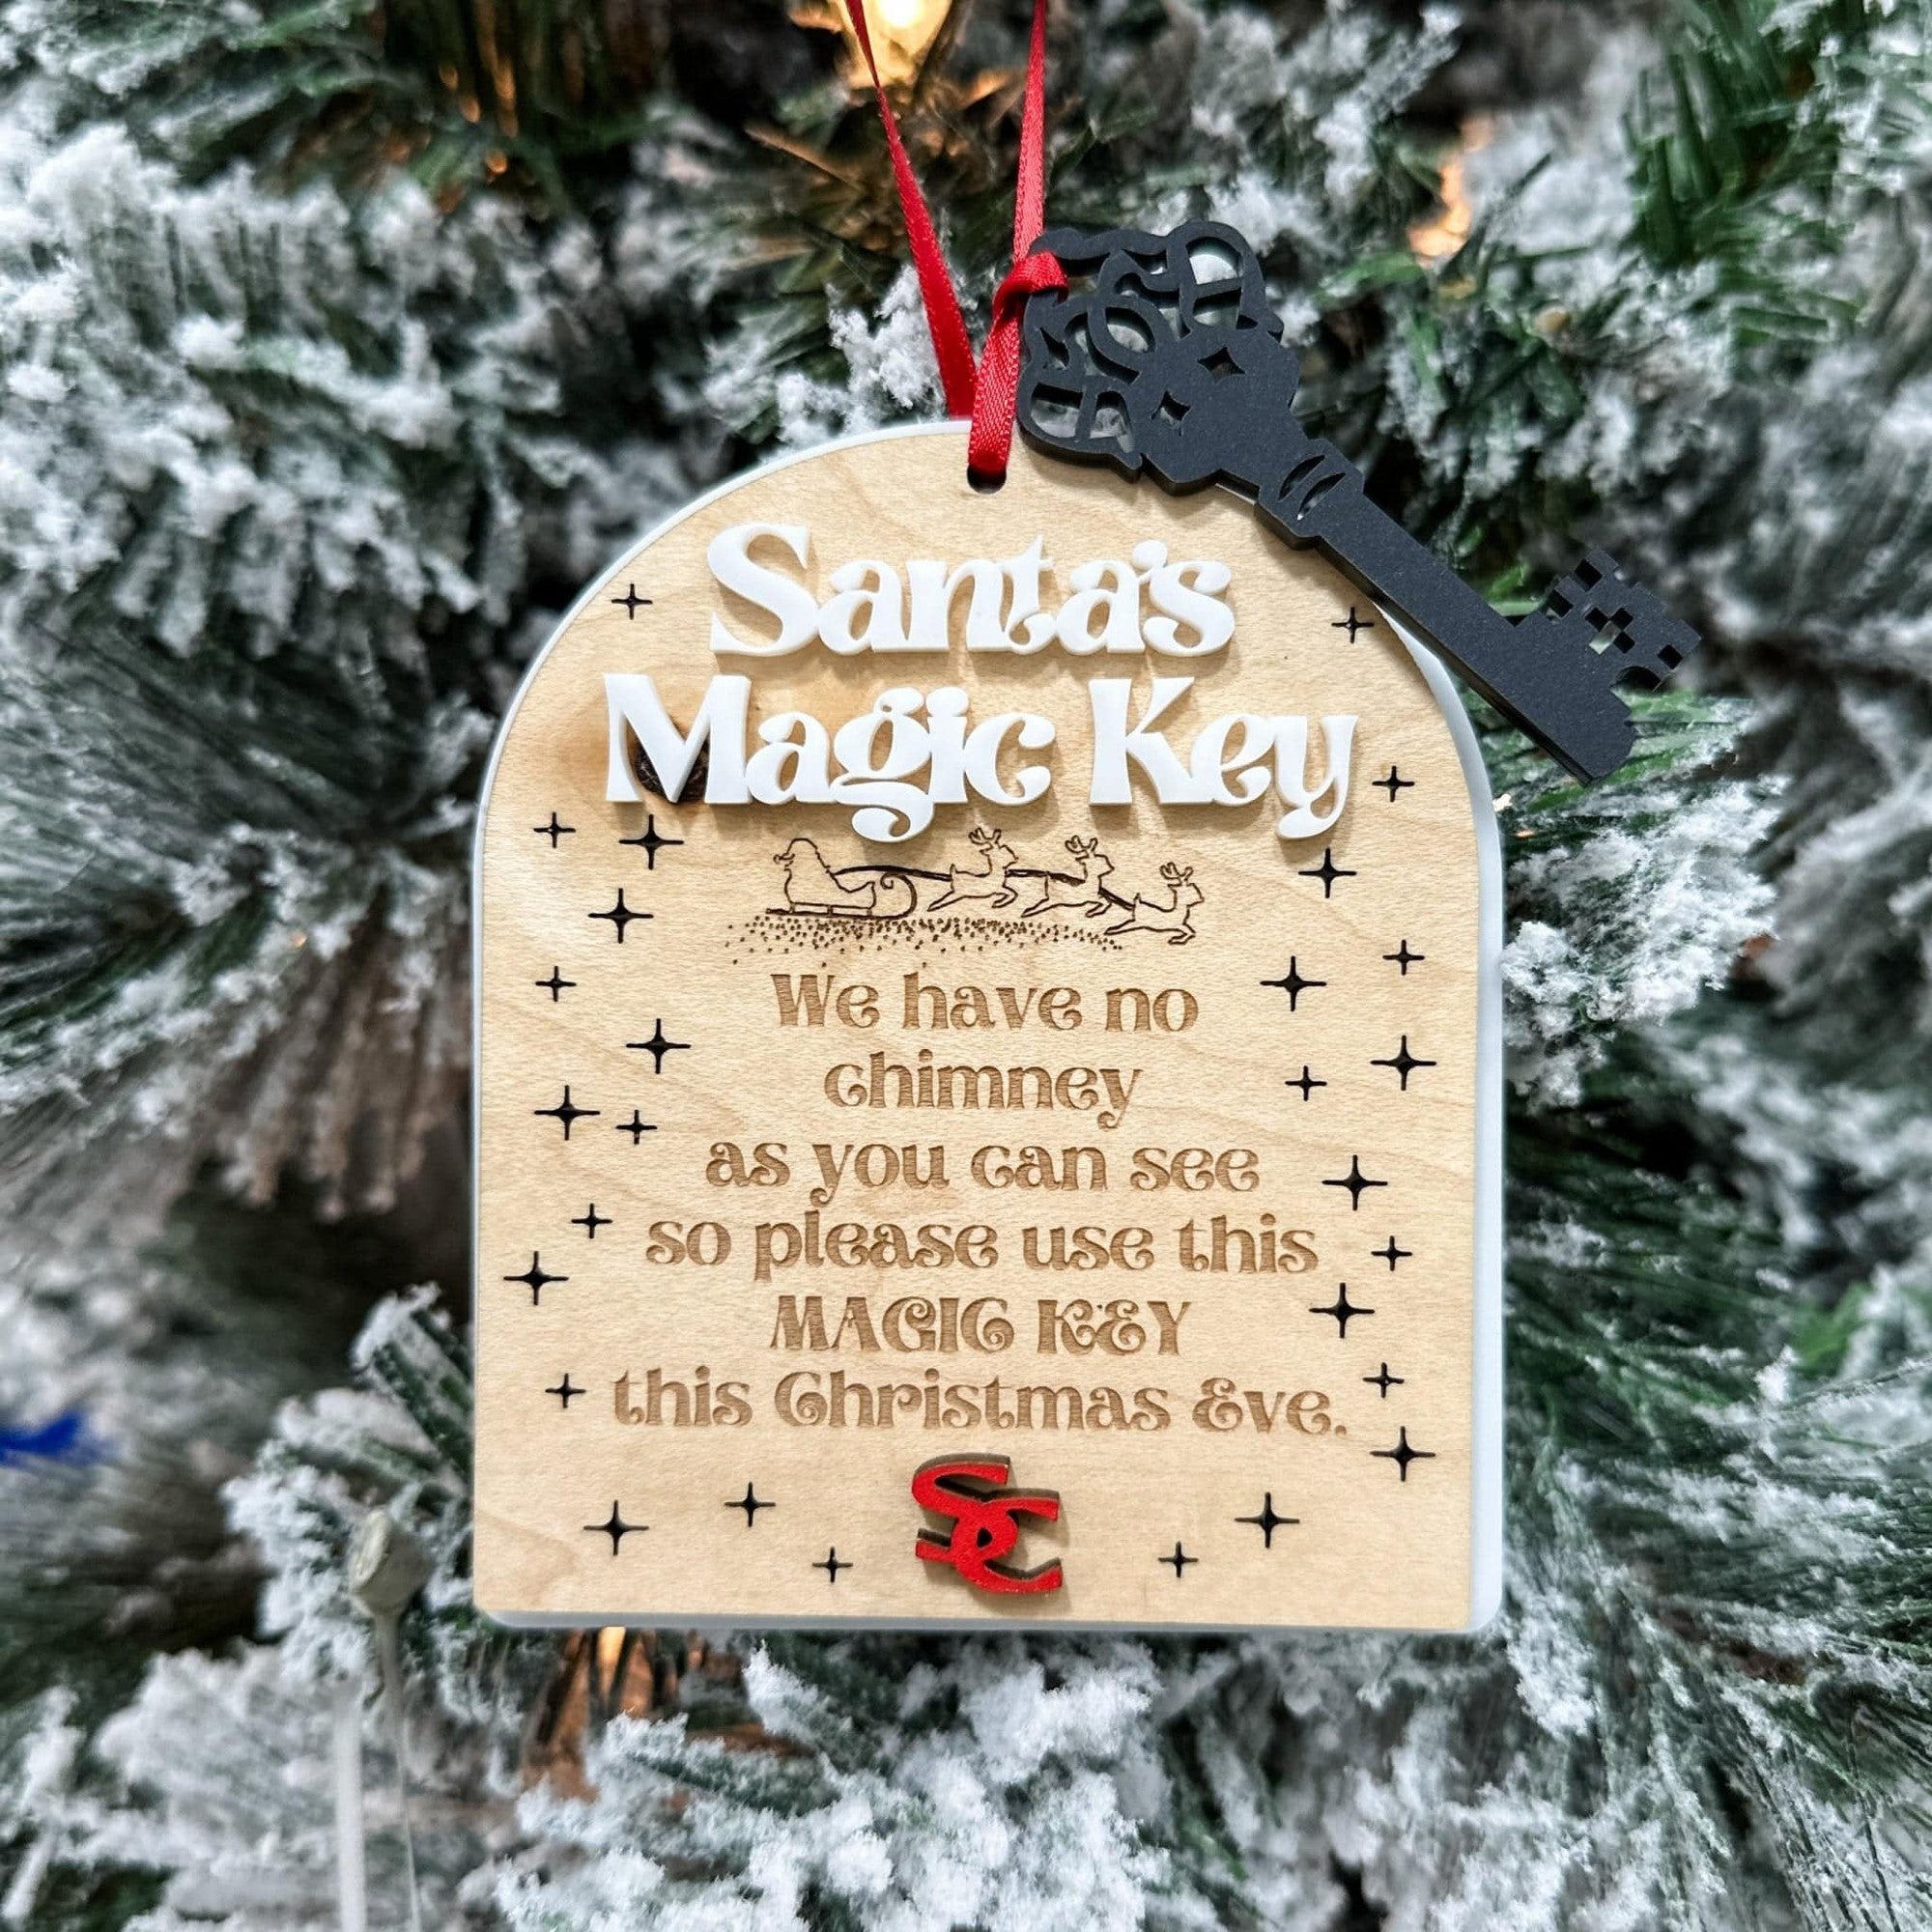 Santa's
Magic Key
We have no
chimney
as you can see
so please use this
MAGIC KEY
this Christmas Eve.
SC